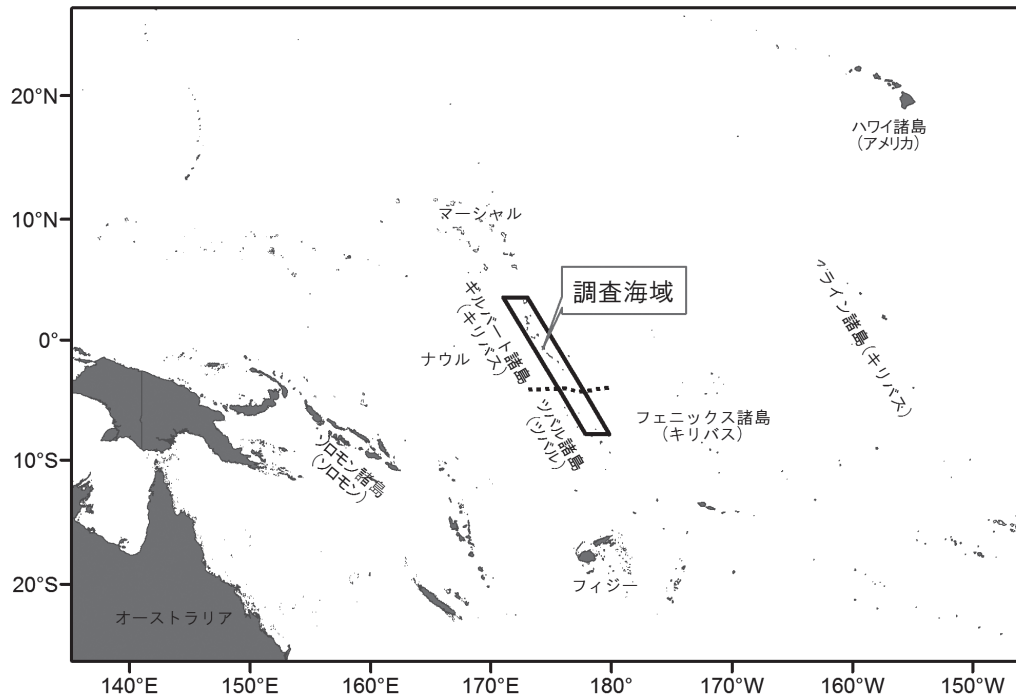 20°N
10°N
0°
10°S
20°S
ハワイ諸島
(アメリカ)
マーシャル
調査海域
ギルバート諸島
(キリバス)
ライン諸島(キリバス)
ナウル
ツバル諸島
(ツバル)
フェニックス諸島
(キリバス)
ソロモン諸島
(ソロモン)
フィジー
オーストラリア
140°E
150°E
160°E
170°E
180°
170°W
160°W
150°W